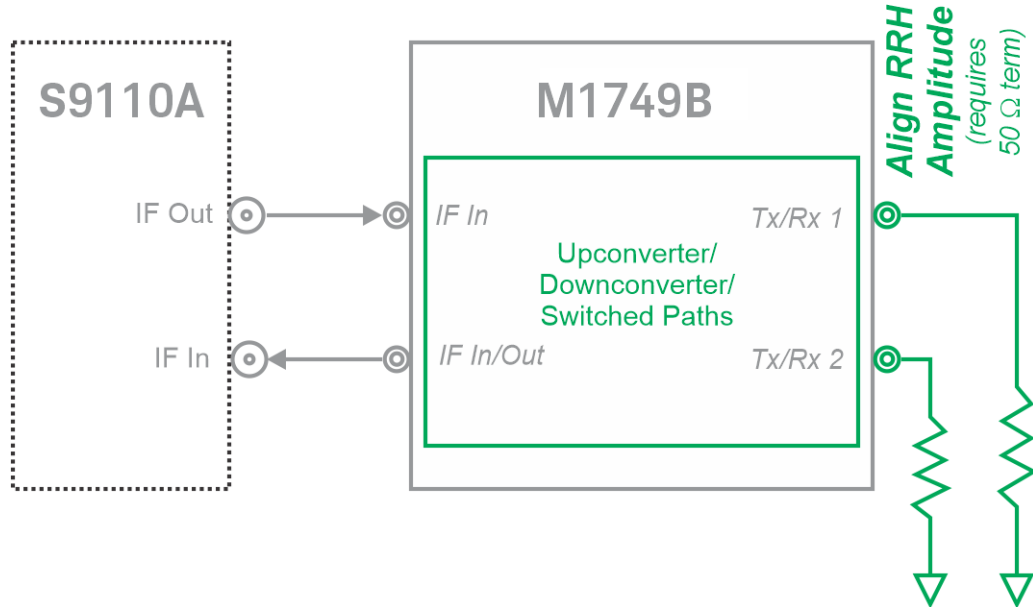 S9110A
M1749B
Align RRH
Amplitude
(requires
50 Ω term)
IF Out
IF In
Tx/Rx 1
Upconverter/
Downconverter/
Switched Paths
IF In
IF In/Out
Tx/Rx 2